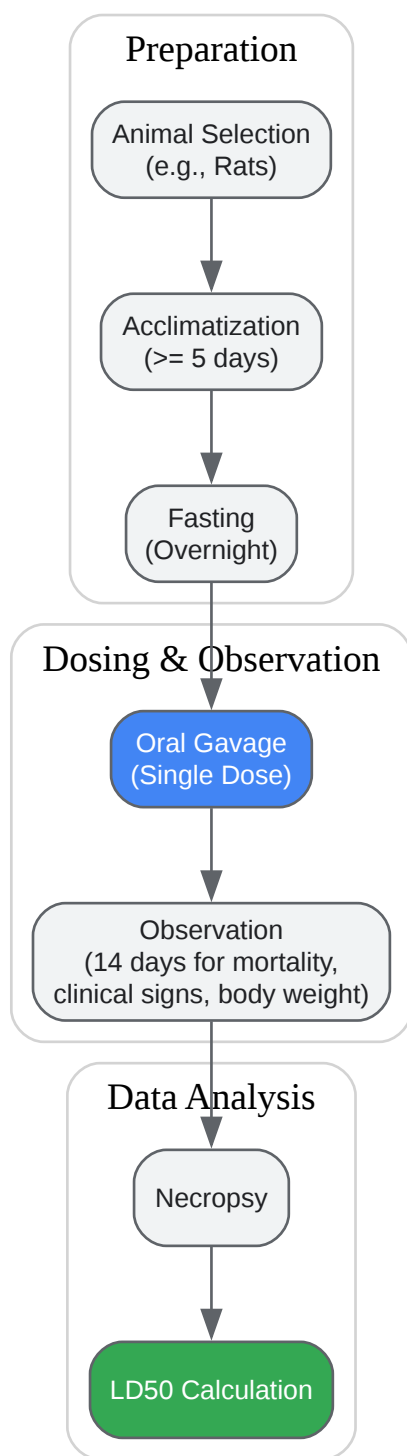 Preparation
Animal Selection
(e.g., Rats)
Acclimatization
(>= 5 days)
Fasting
(Overnight)
Dosing & Observation
Oral Gavage
(Single Dose)
Observation
(14 days for mortality,
clinical signs, body weight)
Data Analysis
Necropsy
LD50 Calculation